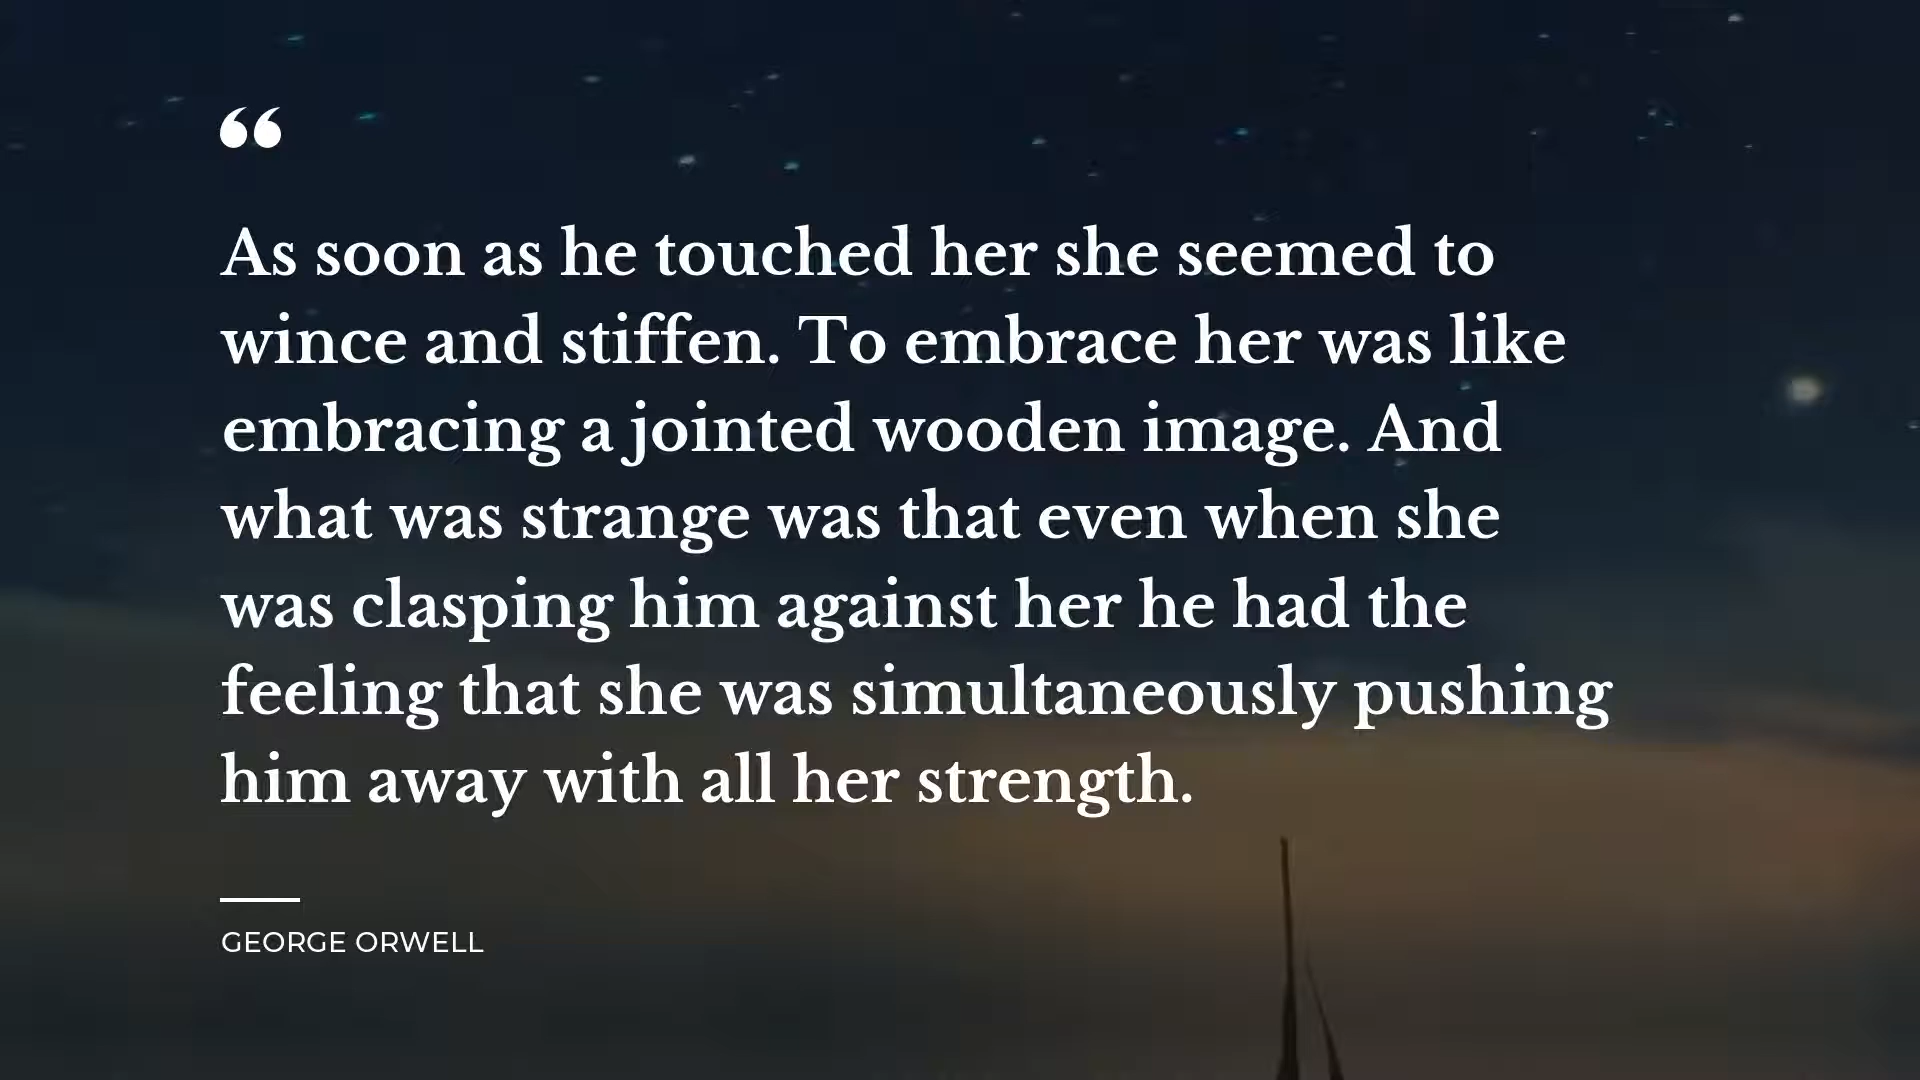 “
As soon as he touched her she seemed to
wince and stiffen. To embrace her was like
embracing a jointed wooden image. And
what was strange was that even when she
was clasping him against her he had the
feeling that she was simultaneously pushing
him away with all her strength.
GEORGE ORWELL